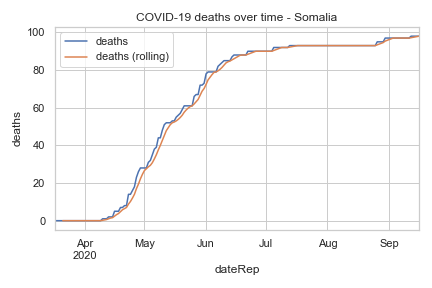 COVID-19 deaths over time - Somalia
deaths
deaths (rolling)
100
80
60
40
20
0
deaths
Apr
2020
May
Jun
Jul
Aug
Sep
dateRep